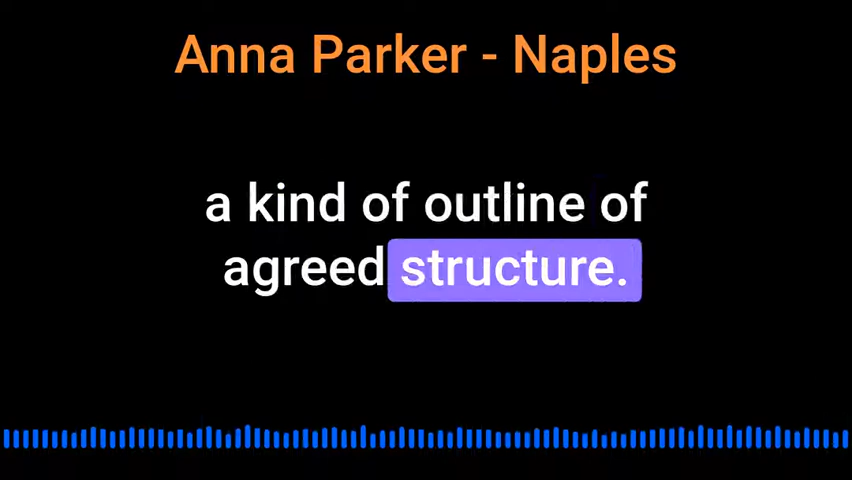 Anna Parker - Naples
a kind of outline of
agreed structure.